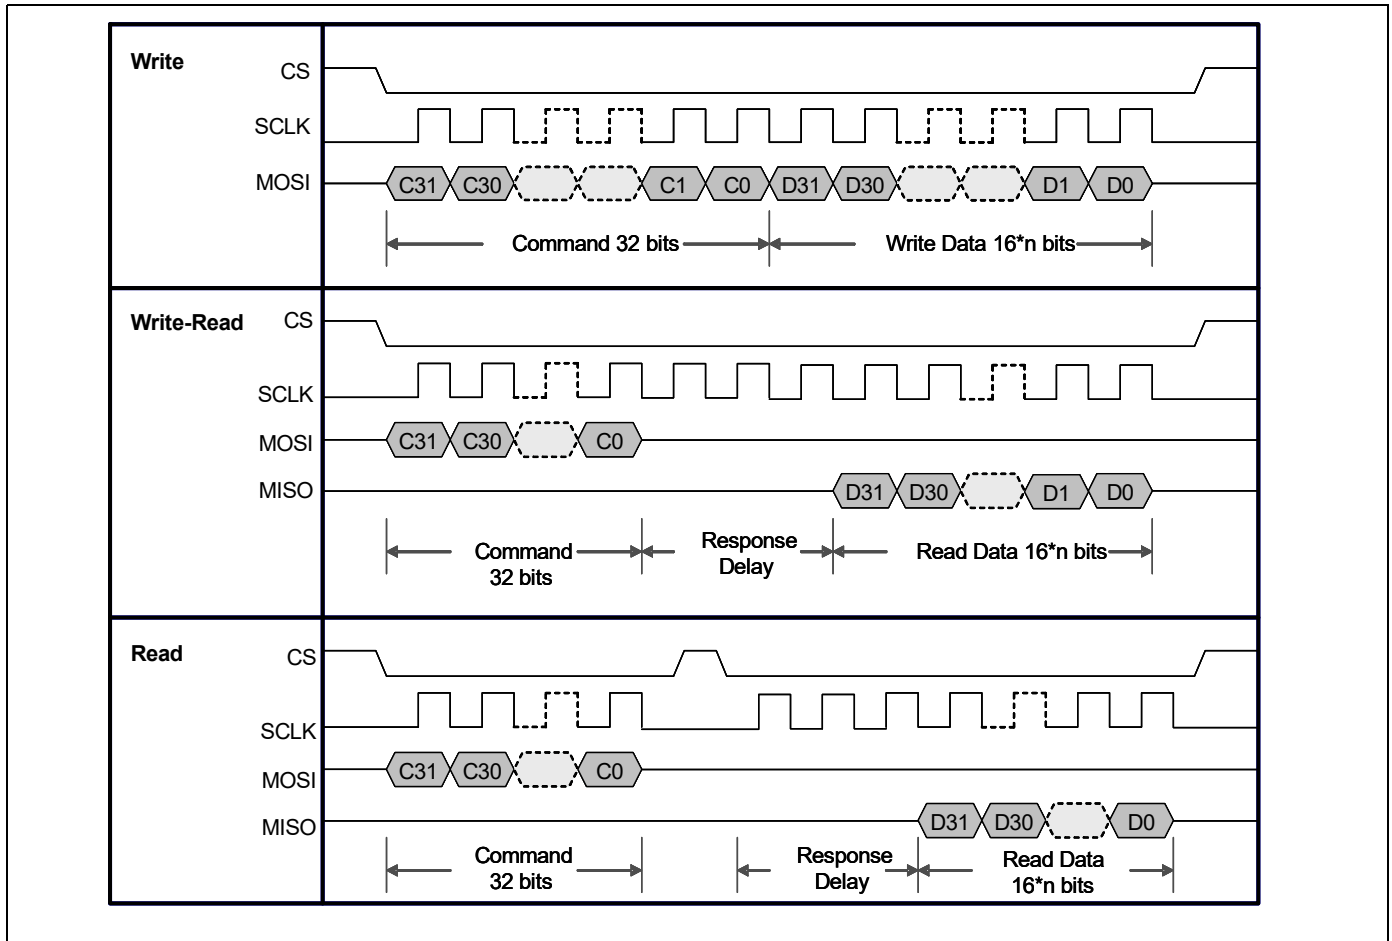 Write
CS
SCLK
MOSI
C31 C30 C1 C0 D31 D30 D1 D0
Command 32 bits
Write Data 16*n bits
Write-Read
CS
SCLK
MOSI
C31 C30 C0
MISO
D31 D30 D1 D0
Command
32 bits
Response
Delay
Read Data 16*n bits
Read
CS
SCLK
MOSI
C31 C30 C0
MISO
D31 D30 D0
Command
32 bits
Response
Delay
Read Data
16*n bits